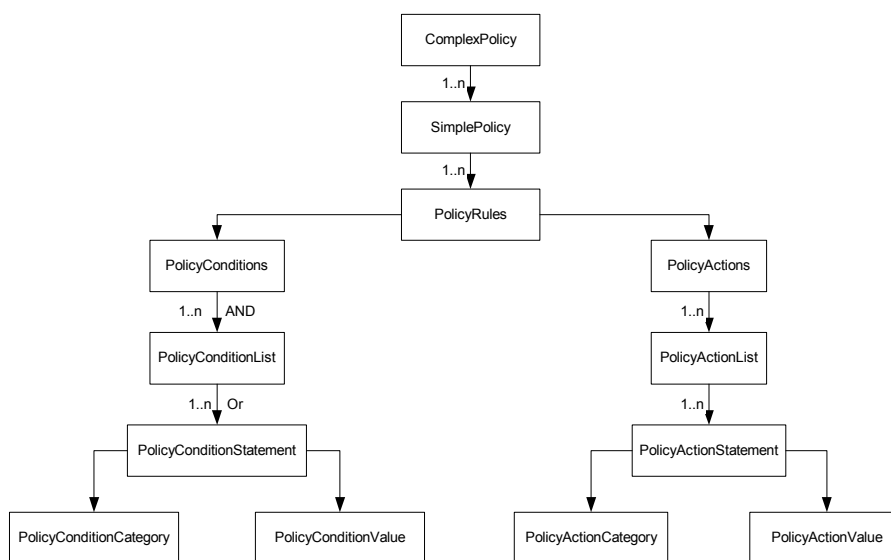 ComplexPolicy
1..n
SimplePolicy
1..n
PolicyRules
PolicyConditions
PolicyActions
1..n AND
1..n
PolicyConditionList
PolicyActionList
1..n Or
1..n
PolicyConditionStatement
PolicyActionStatement
PolicyConditionCategory
PolicyConditionValue
PolicyActionCategory
PolicyActionValue